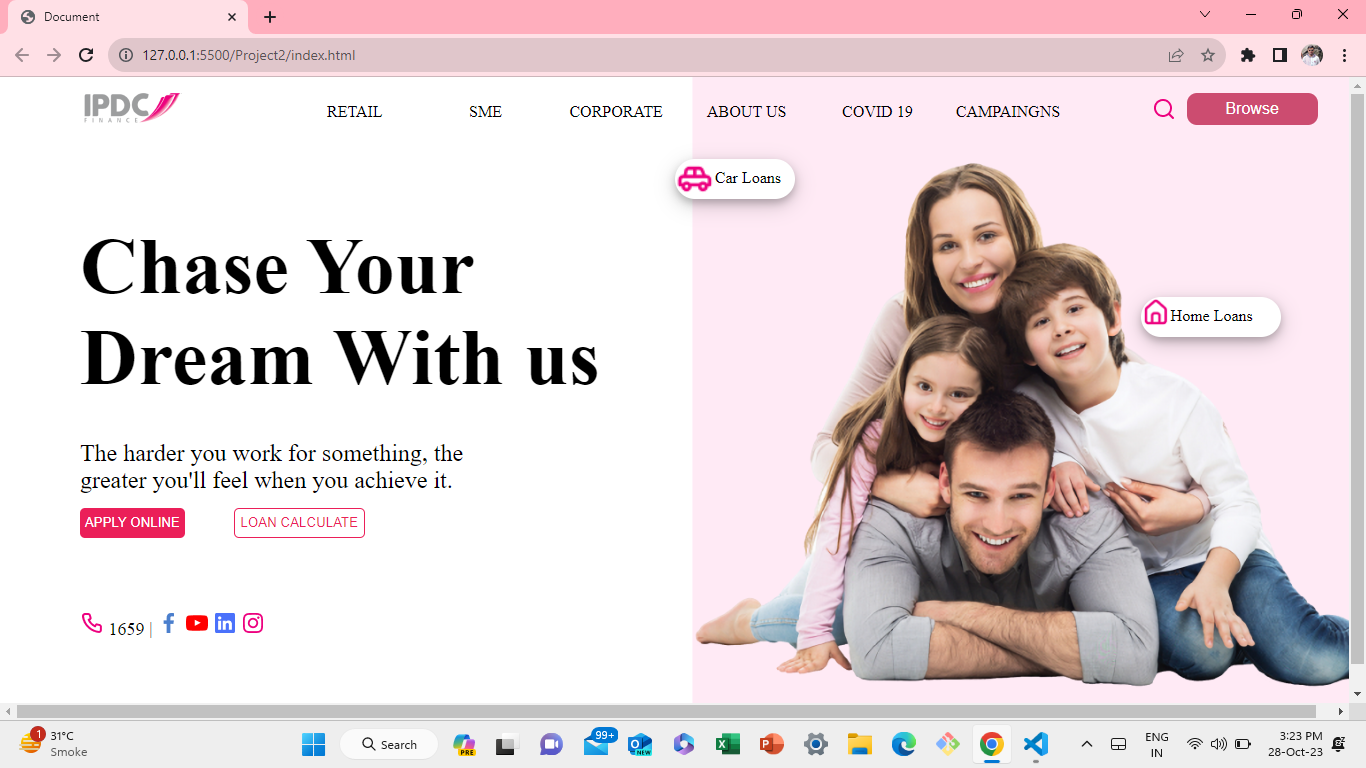 Document
127.0.0.1:5500/Project2/index.html
IPDC
FINANCE
RETAIL SME CORPORATE ABOUT US COVID 19 CAMPAINGNS Browse
Car Loans
Chase Your
Dream With us
Home Loans
The harder you work for something, the
greater you'll feel when you achieve it.
APPLY ONLINE LOAN CALCULATE
1659 |
1 31°C
Smoke
Search
PRE
99+
NEW
ENG
IN
3:23 PM
28-Oct-23